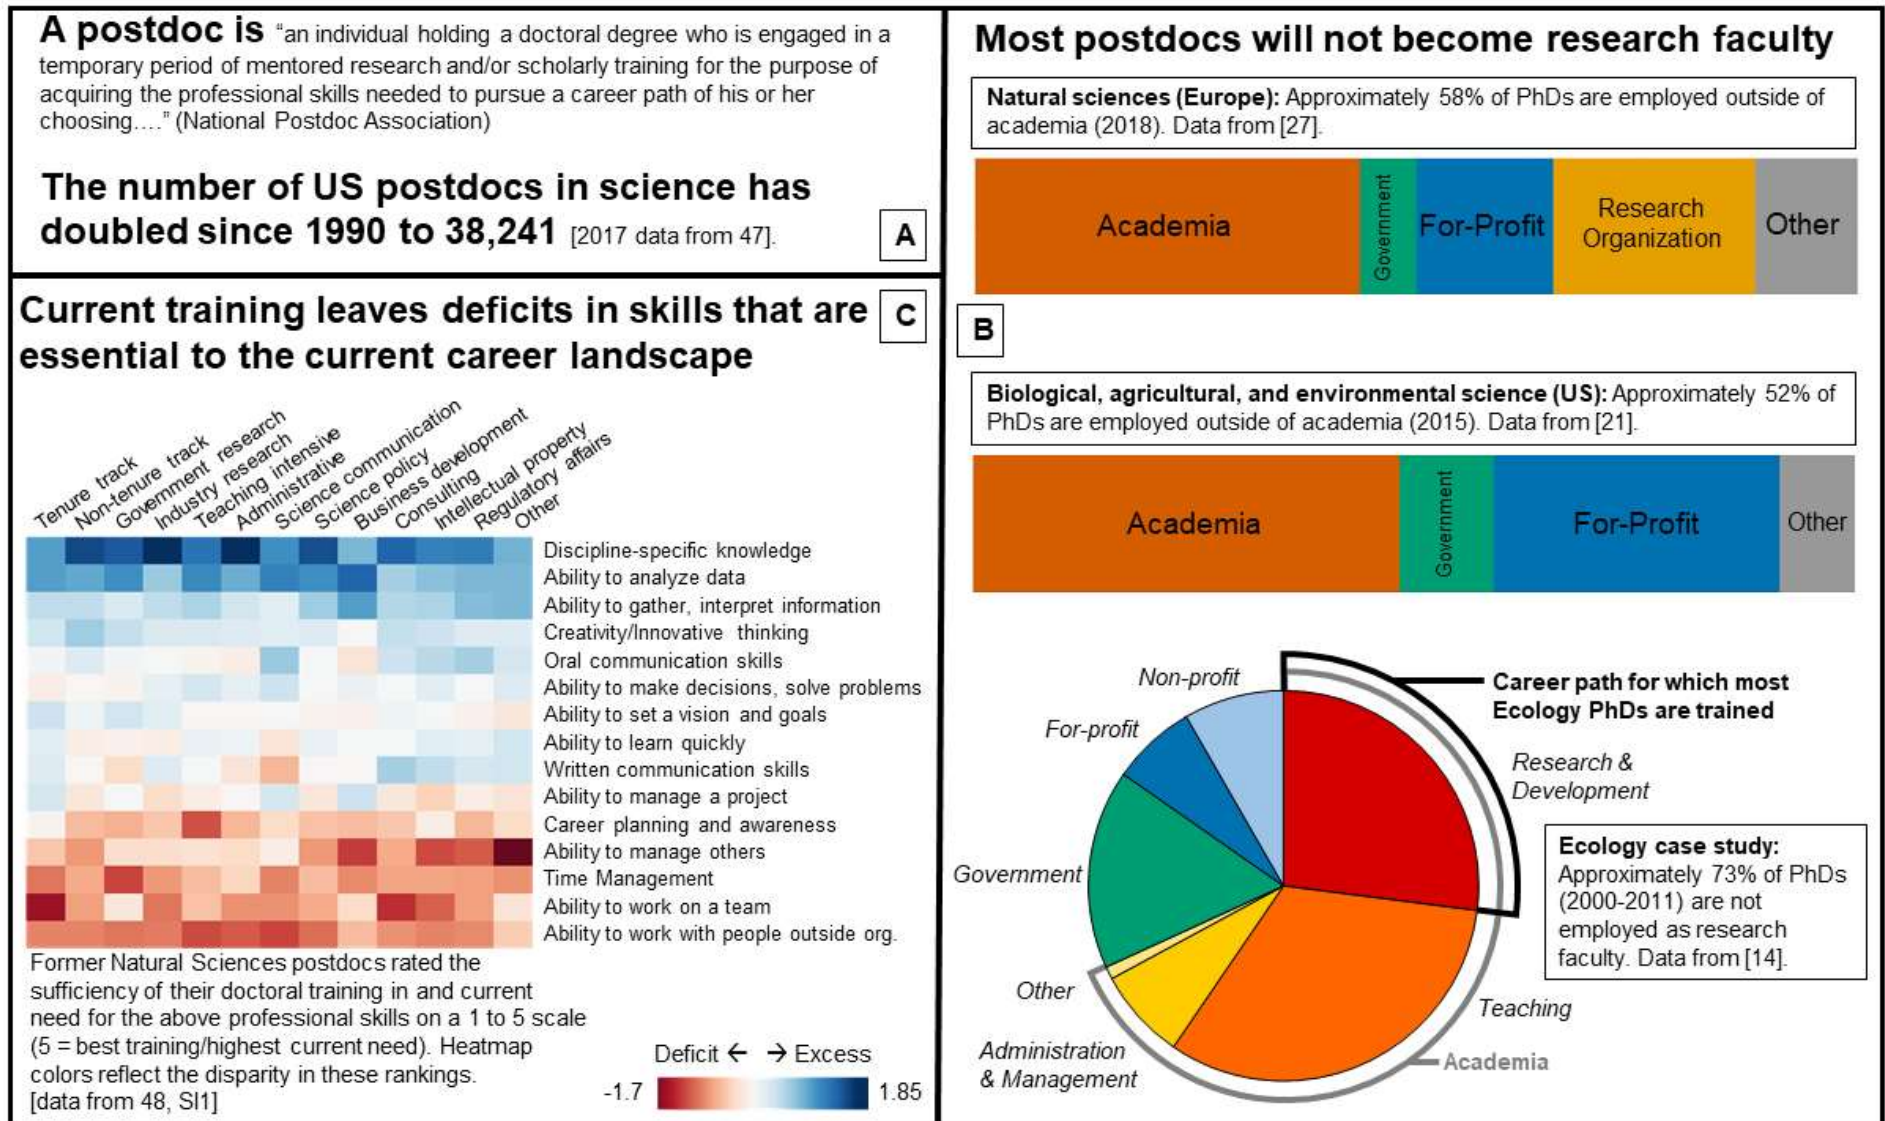 A postdoc is “an individual holding a doctoral degree who is engaged in a
temporary period of mentored research and/or scholarly training for the purpose of
acquiring the professional skills needed to pursue a career path of his or her
choosing....” (National Postdoc Association)
The number of US postdocs in science has
doubled since 1990 to 38,241 [2017 data from 47].
A
Current training leaves deficits in skills that are
essential to the current career landscape
C
Tenure track
Non-tenure track
Government research
Industry research
Teaching intensive
Administrative
Science communication
Science policy
Business development
Consulting
Intellectual property
Regulatory affairs
Other
Discipline-specific knowledge
Ability to analyze data
Ability to gather, interpret information
Creativity/Innovative thinking
Oral communication skills
Ability to make decisions, solve problems
Ability to set a vision and goals
Ability to learn quickly
Written communication skills
Ability to manage a project
Career planning and awareness
Ability to manage others
Time Management
Ability to work on a team
Ability to work with people outside org.
Former Natural Sciences postdocs rated the
sufficiency of their doctoral training in and current
need for the above professional skills on a 1 to 5 scale
(5 = best training/highest current need). Heatmap
colors reflect the disparity in these rankings.
[data from 48, SI1]
Deficit ← → Excess
-1.7 1.85
Most postdocs will not become research faculty
Natural sciences (Europe): Approximately 58% of PhDs are employed outside of
academia (2018). Data from [27].
Academia
Government
For-Profit
Research
Organization
Other
B
Biological, agricultural, and environmental science (US): Approximately 52% of
PhDs are employed outside of academia (2015). Data from [21].
Academia
Government
For-Profit
Other
Non-profit
For-profit
Government
Other
Administration
& Management
Career path for which most
Ecology PhDs are trained
Research &
Development
Ecology case study:
Approximately 73% of PhDs
(2000-2011) are not
employed as research
faculty. Data from [14].
Teaching
Academia